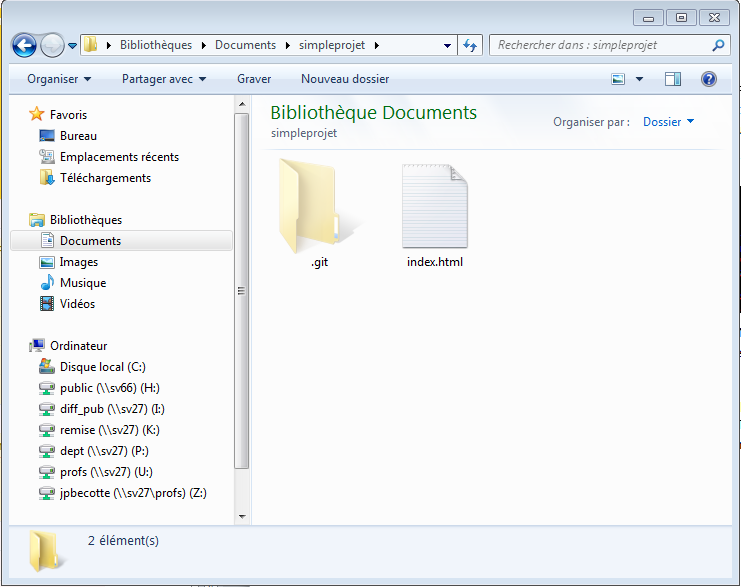 Bibliothèques Documents simpleprojet
Rechercher dans : simpleprojet
Organiser Partager avec Graver Nouveau dossier
Favoris
Bureau
Emplacements récents
Téléchargements
Bibliothèques
Documents
Images
Musique
Vidéos
Ordinateur
Disque local (C:)
public (\\sv66) (H:)
diff_pub (\\sv27) (I:)
remise (\\sv27) (K:)
dept (\\sv27) (P:)
profs (\\sv27) (U:)
jpbecotte (\\sv27\profs) (Z:)
Bibliothèque Documents
simpleprojet
Organiser par : Dossier
.git
index.html
2 élément(s)